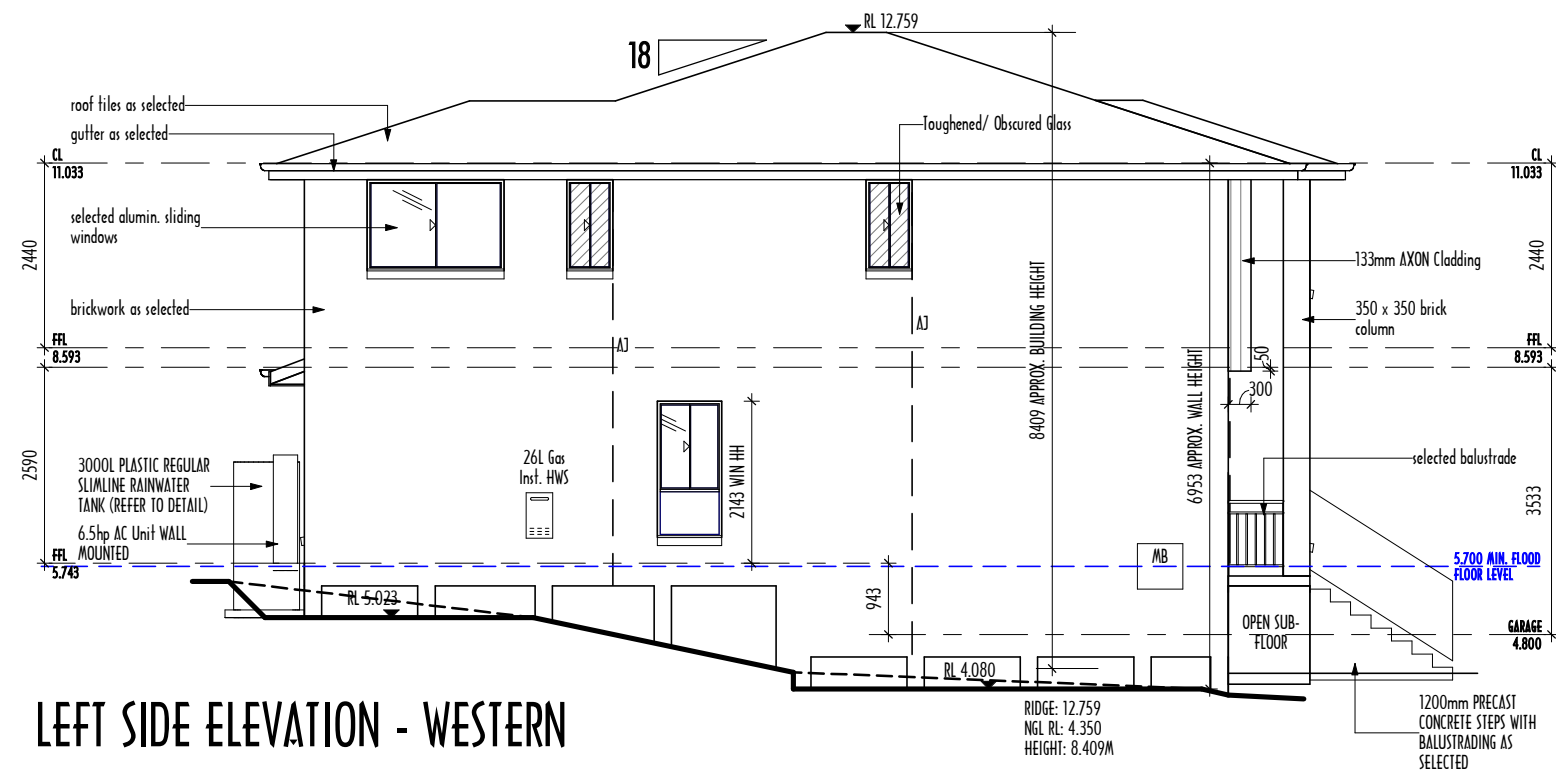 RL 12.759
18
roof tiles as selected
gutter as selected
Toughened/ Obscured Glass
CL
11.033
CL
11.033
selected alumin. sliding
windows
2440
2440
133mm AXON Cladding
brickwork as selected
350 x 350 brick
column
AJ
AJ
FFL
8.593
FFL
8.593
8409 APPROX. BUILDING HEIGHT
6953 APPROX. WALL HEIGHT
50
300
2590
3000L PLASTIC REGULAR
SLIMLINE RAINWATER
TANK (REFER TO DETAIL)
26L Gas
Inst. HWS
2143 WIN HH
selected balustrade
3533
6.5hp AC Unit WALL
MOUNTED
MB
FFL
5.743
5.700 MIN. FLOOD
FLOOR LEVEL
RL 5.023
943
OPEN SUB-
FLOOR
GARAGE
4.800
RL 4.080
LEFT SIDE ELEVATION - WESTERN
RIDGE: 12.759
NGL RL: 4.350
HEIGHT: 8.409M
1200mm PRECAST
CONCRETE STEPS WITH
BALUSTRADING AS
SELECTED